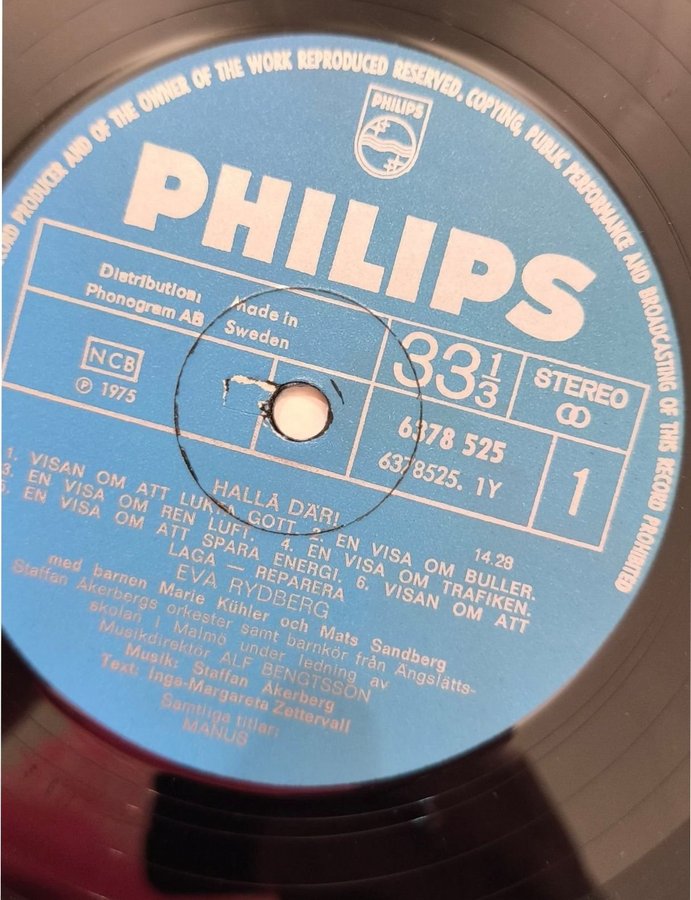 RECORD PRODUCER AND OF THE OWNER OF THE WORK REPRODUCED RESERVED. COPYING, PUBLIC PERFORMANCE AND BROADCASTING OF THIS RECORD PROHIBITED
PHILIPS
PHILIPS
Distribution:
Phonogram AB
Made in
Sweden
33 1/3
STEREO
NCB
Ⓟ 1975
6378 525
6378525. 1Y
1
HALLÅ DÄR!
14.28
1. VISAN OM ATT LUKTA GOTT 2. EN VISA OM BULLER.
3. EN VISA OM REN LUFT. 4. EN VISA OM TRAFIKEN.
5. EN VISA OM ATT SPARA ENERGI. 6. VISAN OM ATT
LAGA — REPARERA
EVA RYDBERG
med barnen Marie Kühler och Mats Sandberg
Staffan Åkerbergs orkester samt barnkör från Ängslätts-
skolan i Malmö under ledning av
Musikdirektör ALF BENGTSSON
Musik: Staffan Åkerberg
Text: Inga-Margareta Zettervall
Samtliga titlar:
MANUS